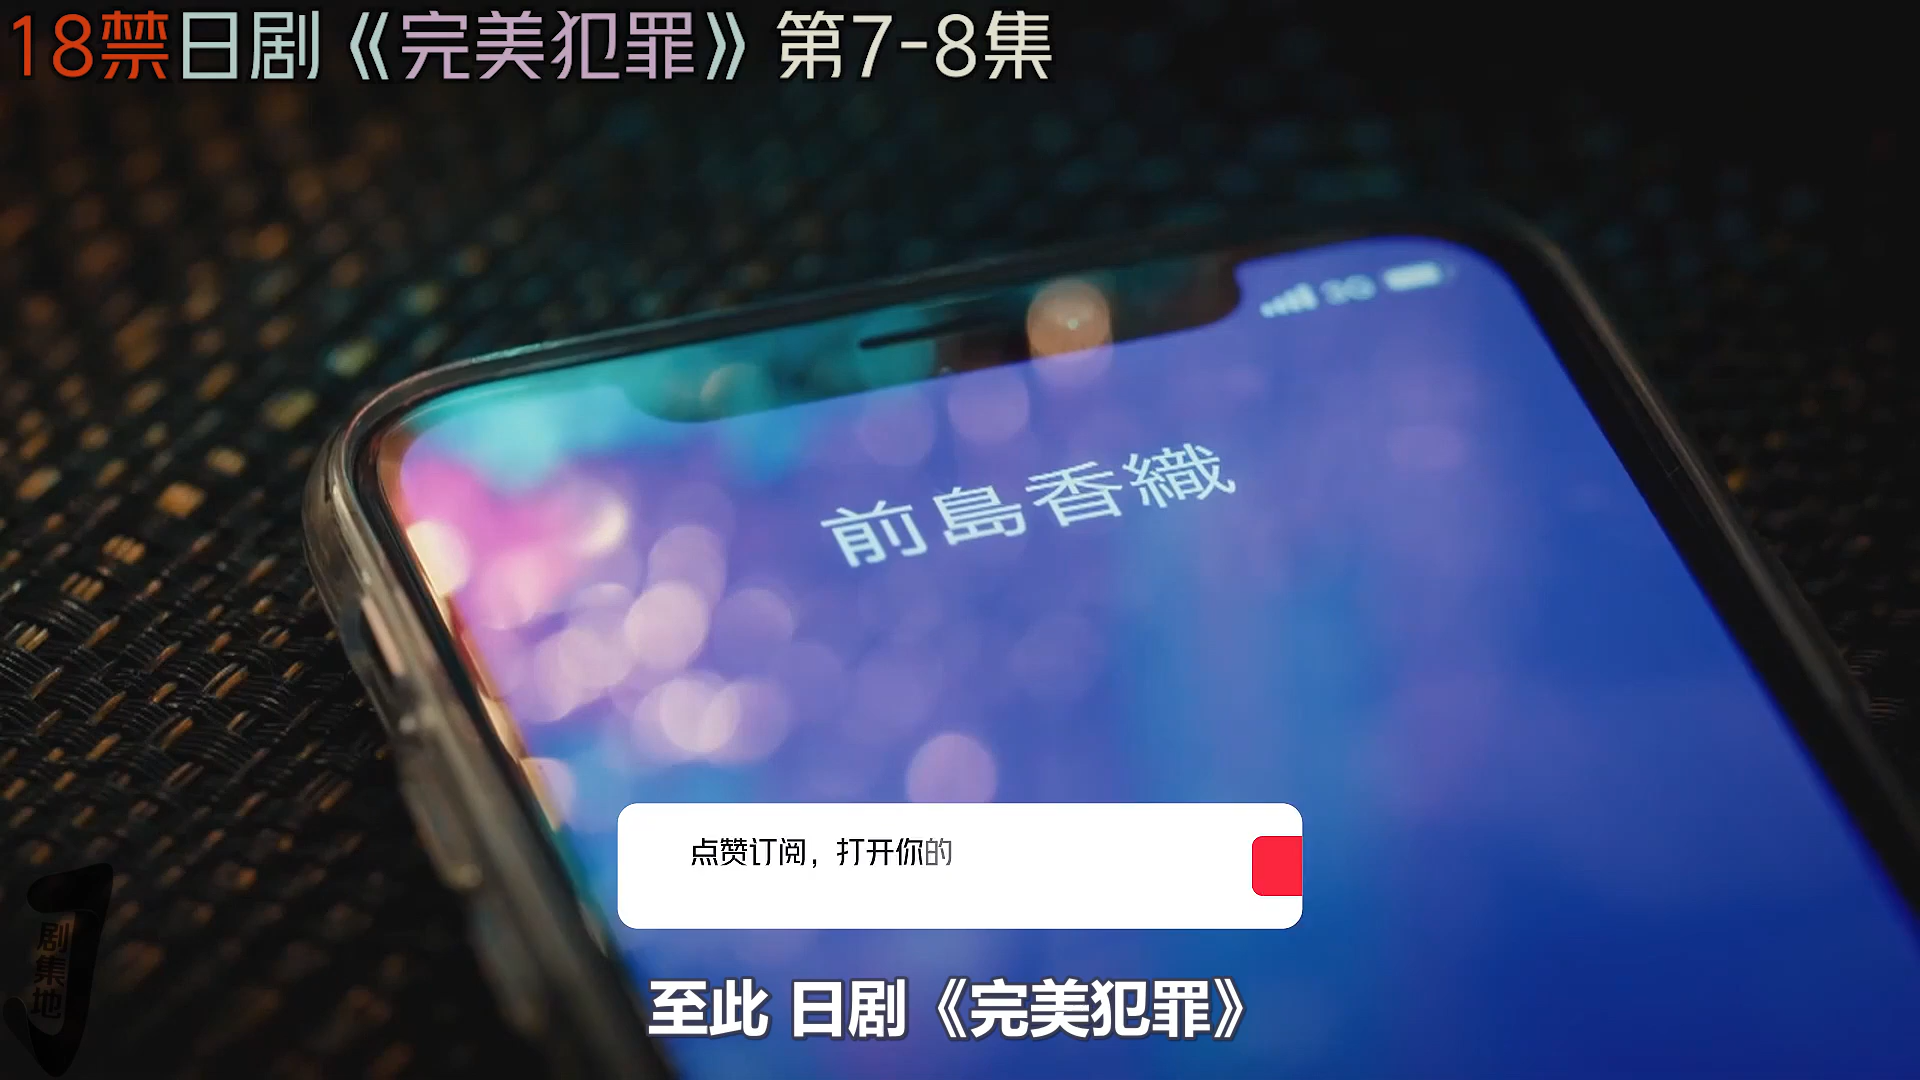 18禁日剧《完美犯罪》第7-8集
3G
前島香織
点赞订阅，打开你的
剧集地
至此 日剧《完美犯罪》